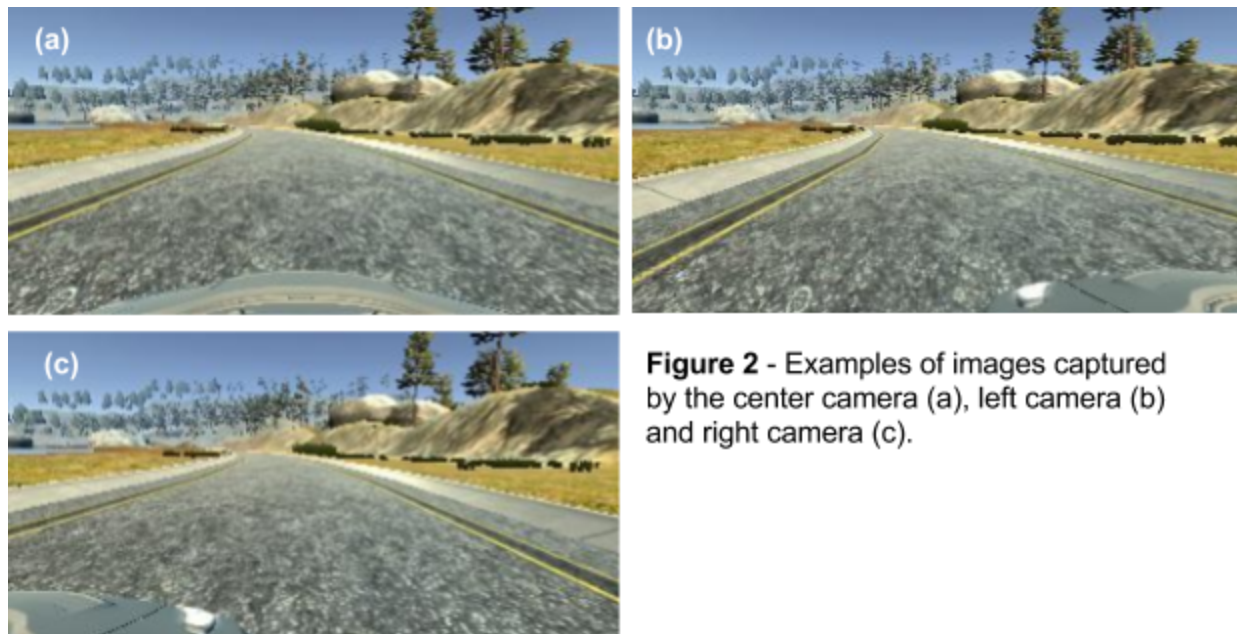 (a)
(b)
(c)
Figure 2 - Examples of images captured
by the center camera (a), left camera (b)
and right camera (c).